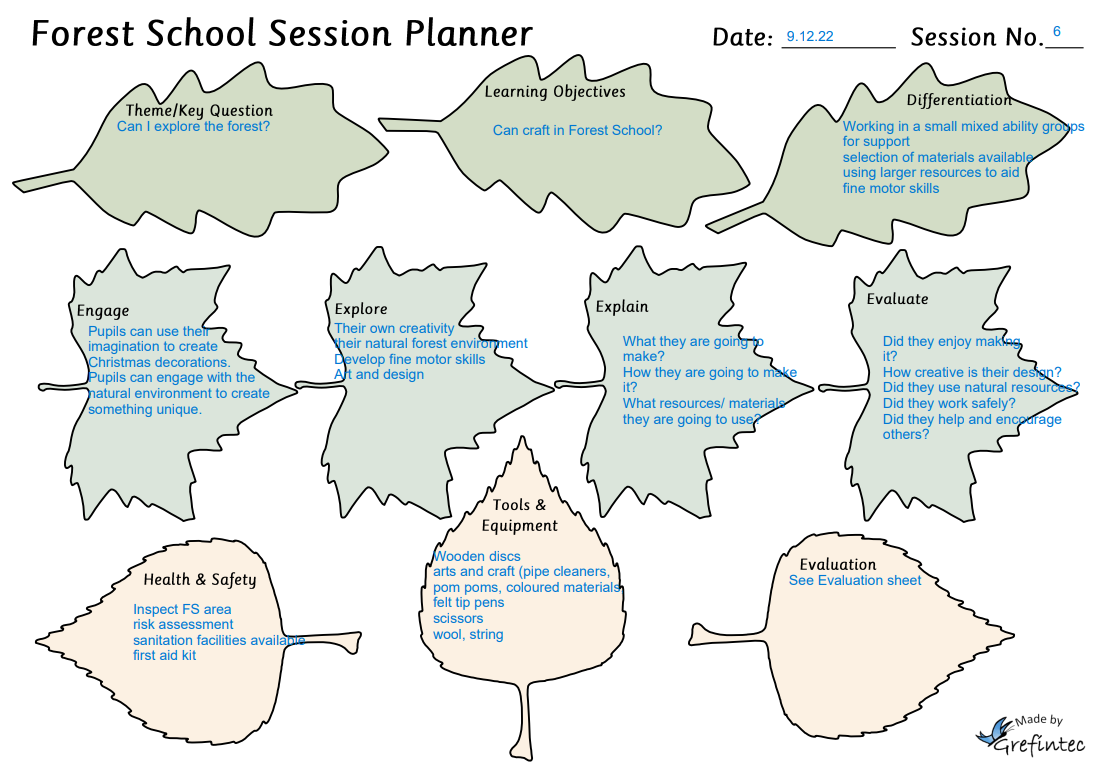 Forest School Session Planner
Date: 9.12.22 Session No. 6
Theme/Key Question
Can I explore the forest?
Learning Objectives
Can craft in Forest School?
Differentiation
Working in a small mixed ability groups
for support
selection of materials available
using larger resources to aid
fine motor skills
Engage
Pupils can use their
imagination to create
Christmas decorations.
Pupils can engage with the
natural environment to create
something unique.
Explore
Their own creativity
their natural forest environment
Develop fine motor skills
Art and design
Explain
What they are going to
make?
How they are going to make
it?
What resources/ materials
they are going to use?
Evaluate
Did they enjoy making
it?
How creative is their design?
Did they use natural resources?
Did they work safely?
Did they help and encourage
others?
Health & Safety
Inspect FS area
risk assessment
sanitation facilities available
first aid kit
Tools &
Equipment
Wooden discs
arts and craft (pipe cleaners,
pom poms, coloured materials
felt tip pens
scissors
wool, string
Evaluation
See Evaluation sheet
Made by
Grefintec